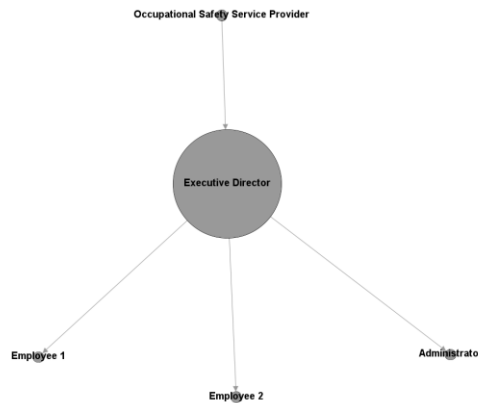 Occupational Safety Service Provider
Executive Director
Employee 1
Administrato
Employee 2